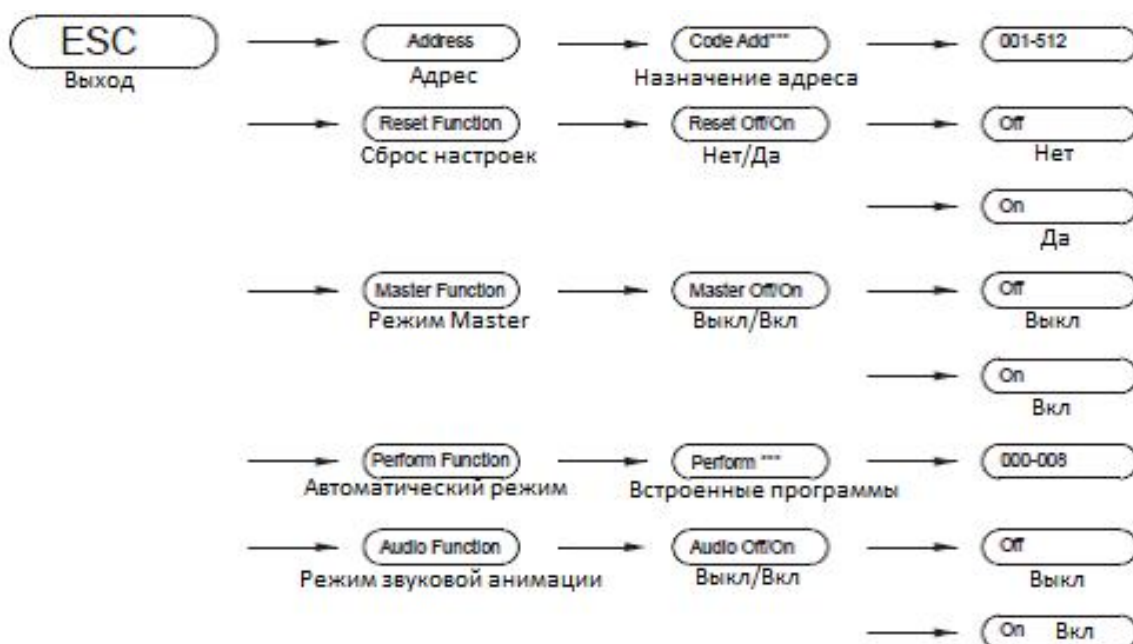 ESC Address Code Add*** 001-512
Выход Адрес Назначение адреса
Reset Function Reset Off/On Off
Сброс настроек Нет/Да Нет
On
Да
Master Function Master Off/On Off
Режим Master Выкл/Вкл Выкл
On
Вкл
Perform Function Perform *** 000-008
Автоматический режим Встроенные программы
Audio Function Audio Off/On Off
Режим звуковой анимации Выкл/Вкл Выкл
On Вкл